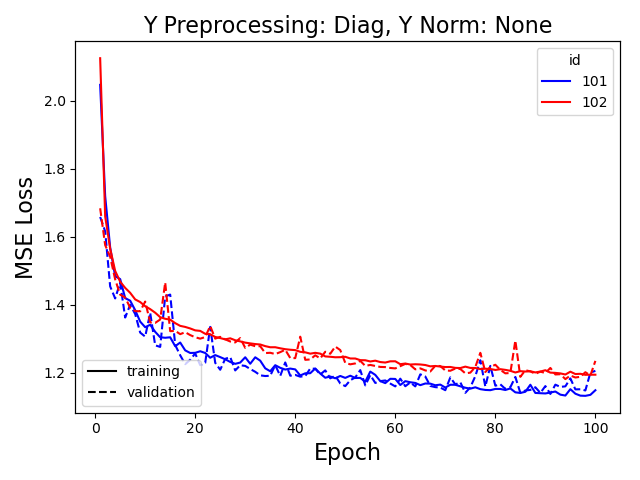 Y Preprocessing: Diag, Y Norm: None
id
101
102
MSE Loss
2.0
1.8
1.6
1.4
1.2
training
validation
0
20
40
60
80
100
Epoch